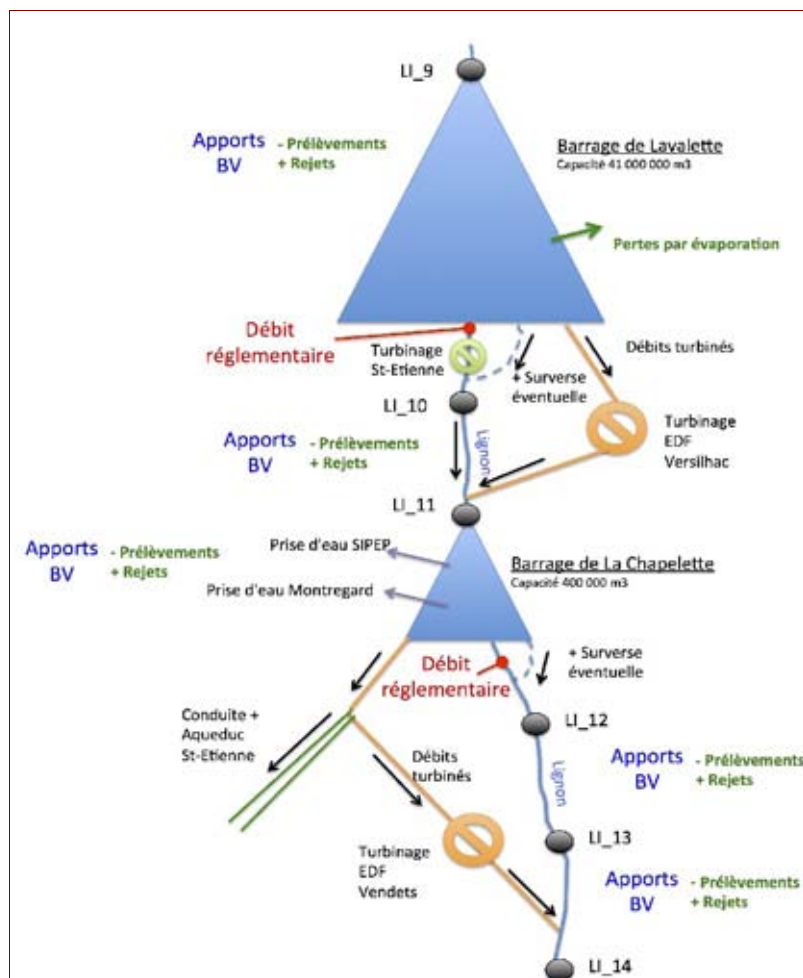 LI_9
Apports
BV
- Prélèvements
+ Rejets
Barrage de Lavalette
Capacité 41 000 000 m3
Pertes par évaporation
Débit
réglementaire
Turbinage
St-Etienne
+ Surverse
éventuelle
Débits turbinés
LI_10
Turbinage
EDF
Versilhac
Apports
BV
- Prélèvements
+ Rejets
Lignon
LI_11
Apports
BV
- Prélèvements
+ Rejets
Prise d'eau SIPEP
Prise d'eau Montregard
Barrage de La Chapelette
Capacité 400 000 m3
Débit
réglementaire
+ Surverse
éventuelle
Conduite +
Aqueduc
St-Etienne
LI_12
Débits
turbinés
Lignon
Apports
BV
- Prélèvements
+ Rejets
LI_13
Turbinage
EDF
Vendets
Apports
BV
- Prélèvements
+ Rejets
LI_14